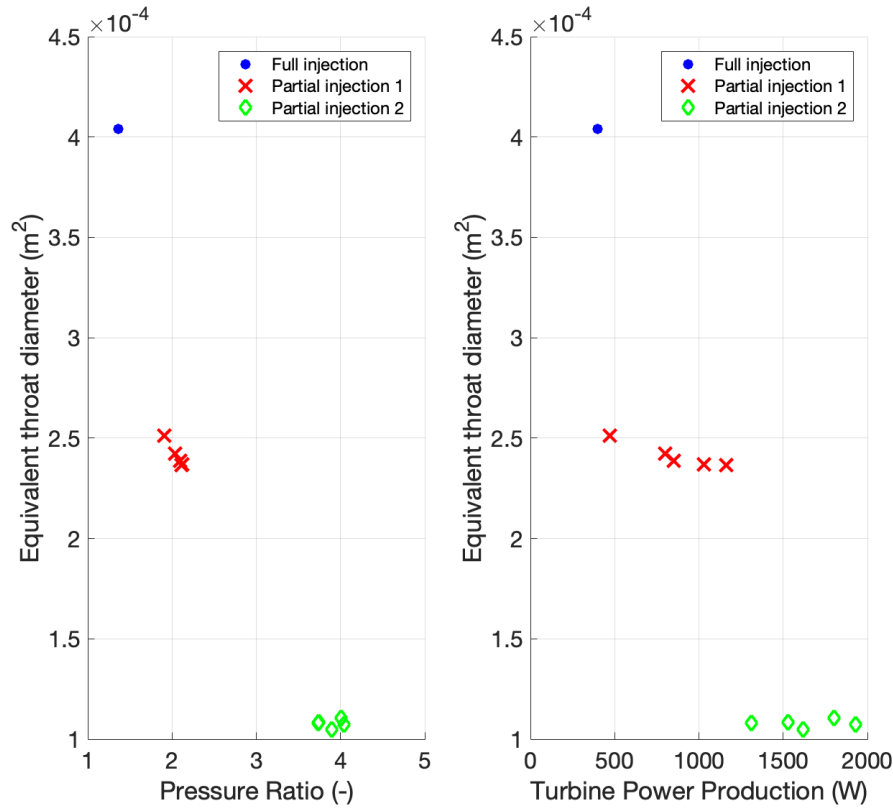 ×10⁻⁴
4.5
4
3.5
3
2.5
2
1.5
1
1
2
3
4
5
Equivalent throat diameter (m²)
Pressure Ratio (-)
Full injection
Partial injection 1
Partial injection 2
×10⁻⁴
4.5
4
3.5
3
2.5
2
1.5
1
0
500
1000
1500
2000
Equivalent throat diameter (m²)
Turbine Power Production (W)
Full injection
Partial injection 1
Partial injection 2